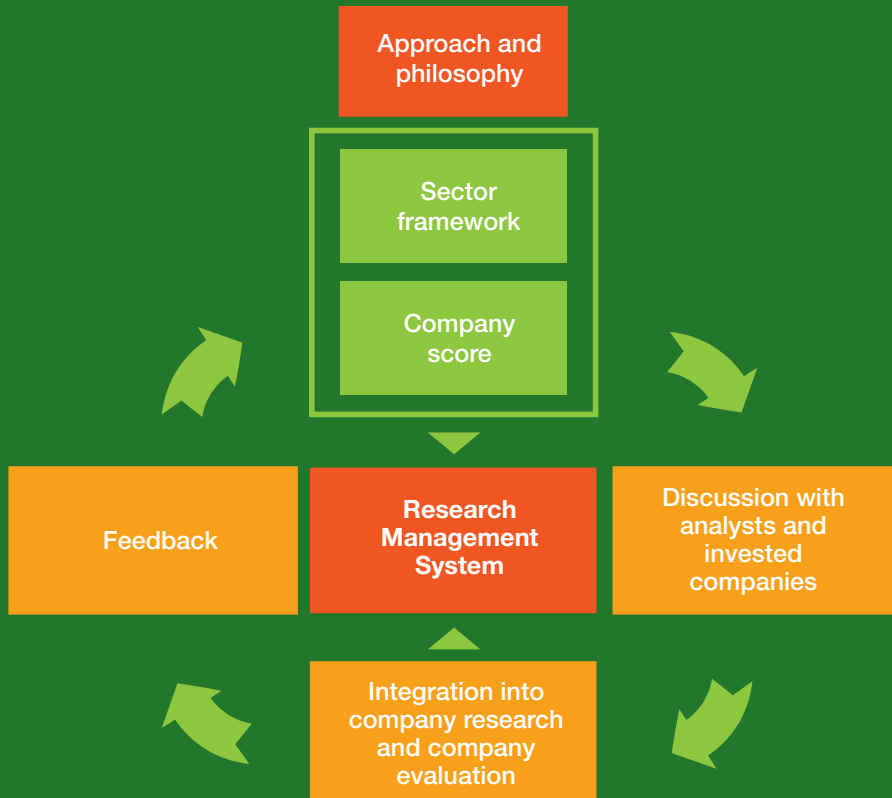 Approach and
philosophy
Sector
framework
Company
score
Feedback
Research
Management
System
Discussion with
analysts and
invested
companies
Integration into
company research
and company
evaluation